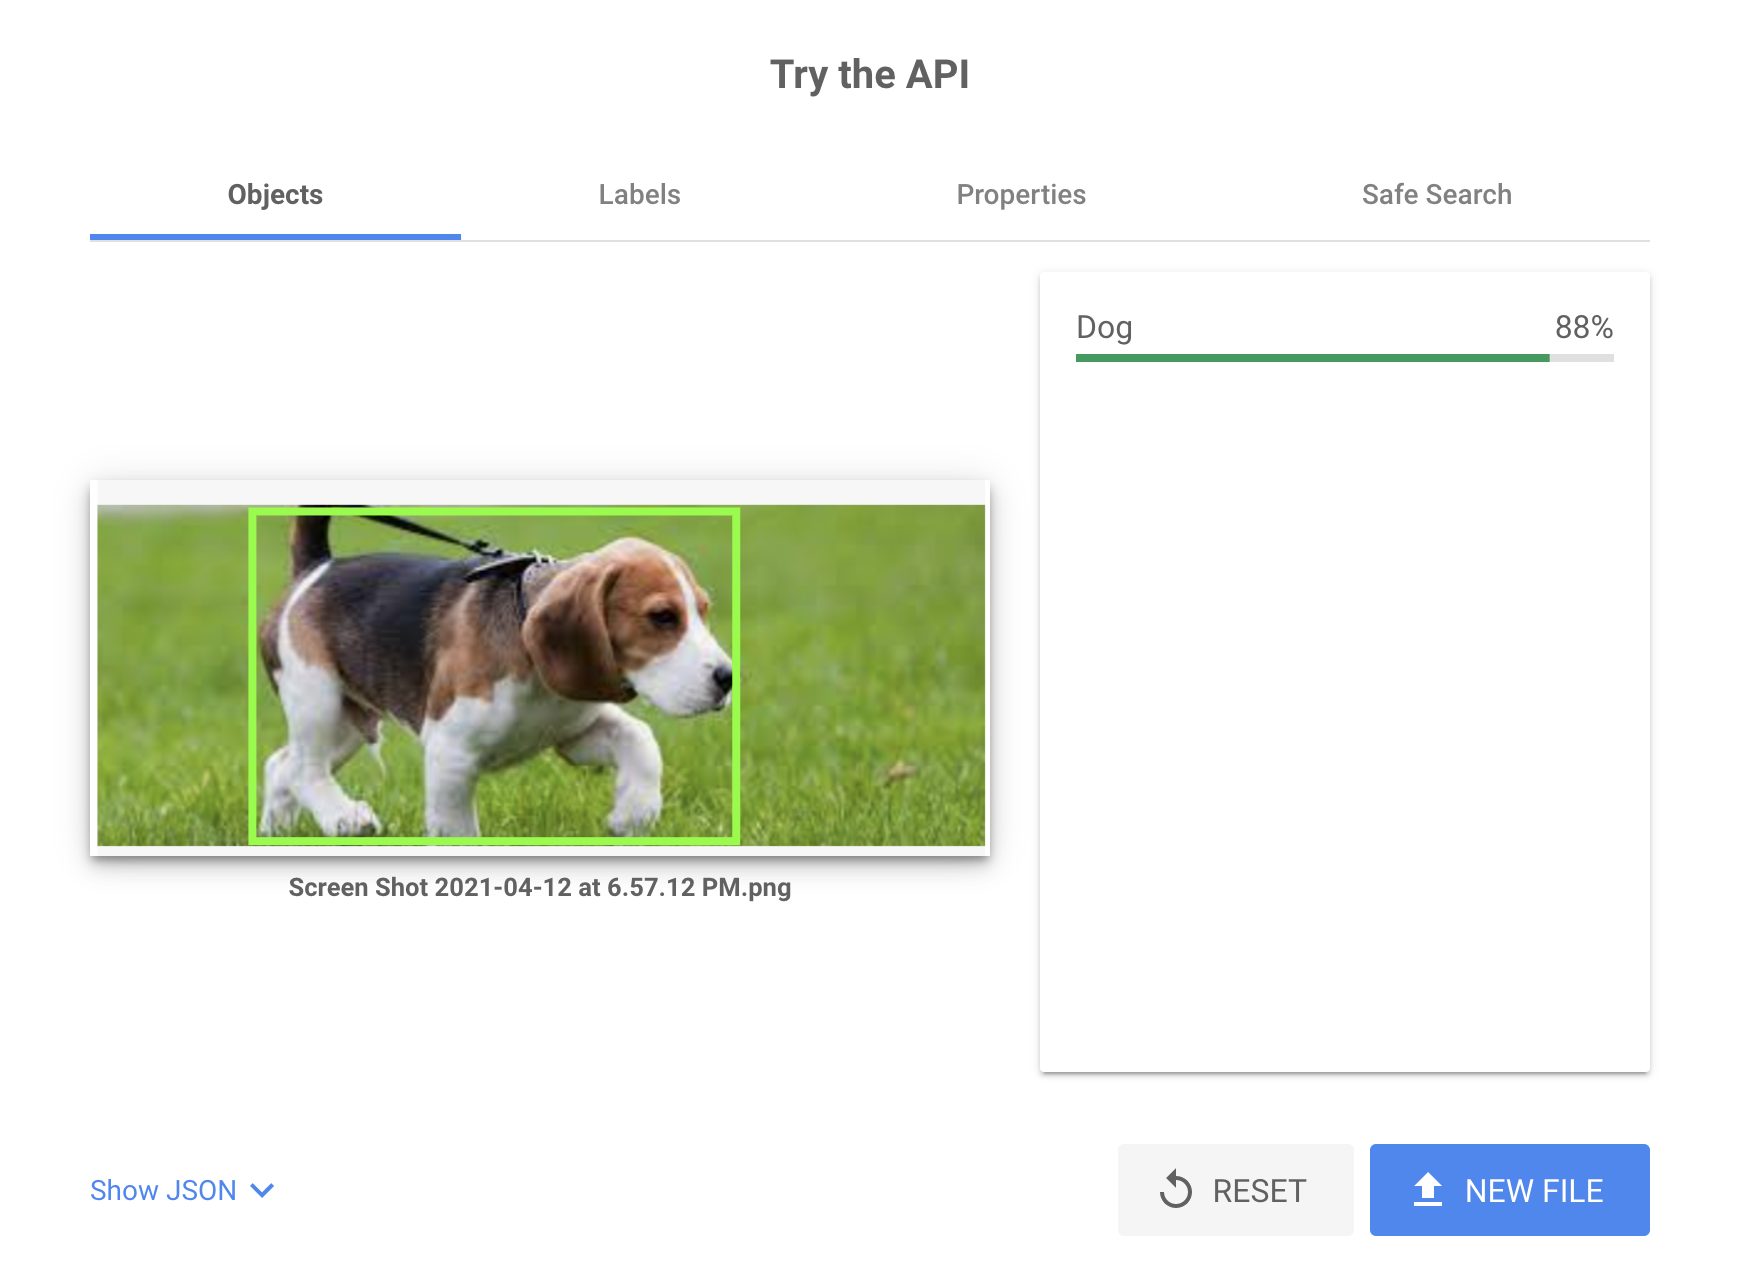 Try the API
Objects Labels Properties Safe Search
Dog 88%
Screen Shot 2021-04-12 at 6.57.12 PM.png
Show JSON RESET NEW FILE